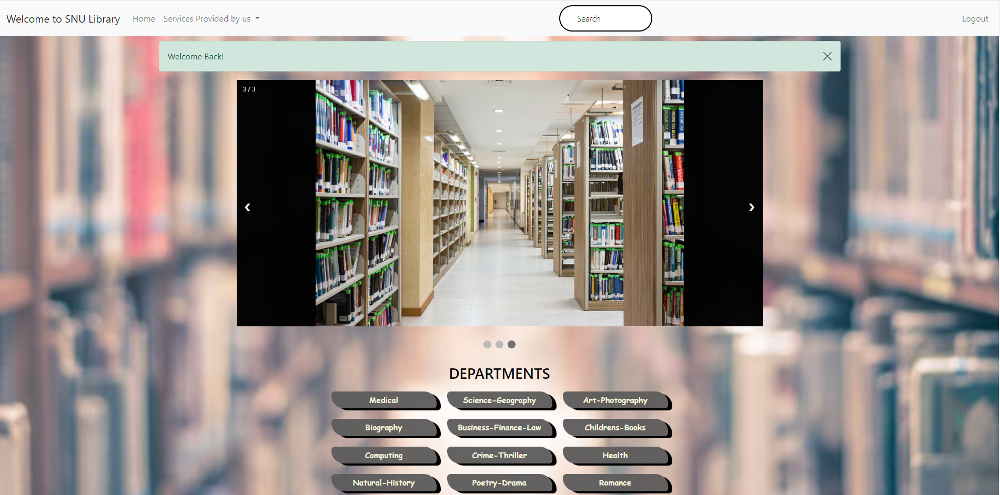 Welcome to SNU Library Home Services Provided by us Search Logout
Welcome Back!
3 / 3
DEPARTMENTS
Medical Science-Geography Art-Photography
Biography Business-Finance-Law Childrens-Books
Computing Crime-Thriller Health
Natural-History Poetry-Drama Romance